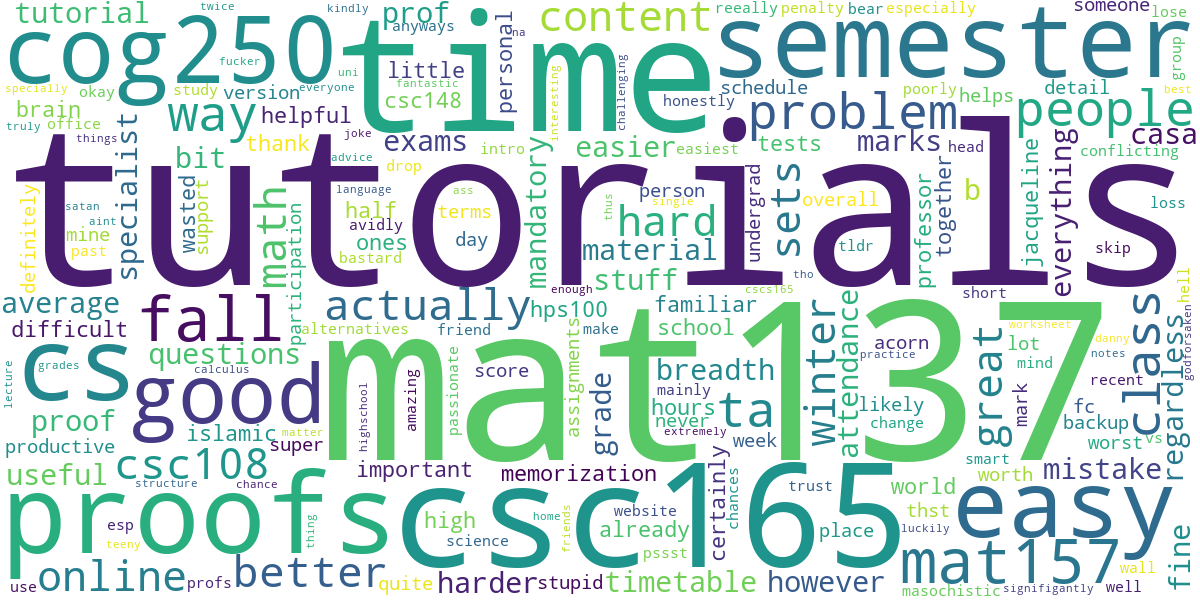 twice
kindly
tutorial
prof
content
reeally
penalty
bear
especially
someone
lose
cog250
time
semester
anyways
na
personal
fucker
little
uni
everyone
specially
okay
study
version
csc148
fantastic
interesting
challenging
honestly
schedule
poorly
helps
detail
group
best
brain
office
way
helpful
problem
people
truly
things
thank
joke
exams
intro
easier
easiest
tests
marks
head
casa
conflicting
tutorials
specialist
bit
advice
drop
mandatory
undergrad
sets
overall
b
together
jacqueline
everything
loss
definitely
satan
aint
mine
past
wasted
support
math
participation
language
half
avidly
ones
bastard
ass
terms
day
person
single
thus
hard
material
stuff
tldr
professor
skip
tho
enough
cscs165
short
average
difficult
fall
actually
alternatives
friend
hps100
make
familiar
school
winter
attendance
acorn
practice
great
lot
mind
worksheet
danny
notes
recent
class
hell
godforsaken
regardless
lecture
grades
cs
questions
calculus
good
mat137
highschool
amazing
score
passionate
assignments
grade
breadth
mainly
hours
never
extremely
week
ta
likely
change
mark
fc
backup
worst
vs
proof
productive
islamic
matter
super
smart
worth
useful
csc108
structure
chance
important
memorization
certainly
chances
trust
world
thst
luckily
mistake
proofs
esp
teeny
thing
csc165
high
science
home
friends
website
already
psssst
place
easy
mat157
wall
fine
use
online
profs
better
quite
harder
stupid
timetable
however
masochistic
signifigantly
well